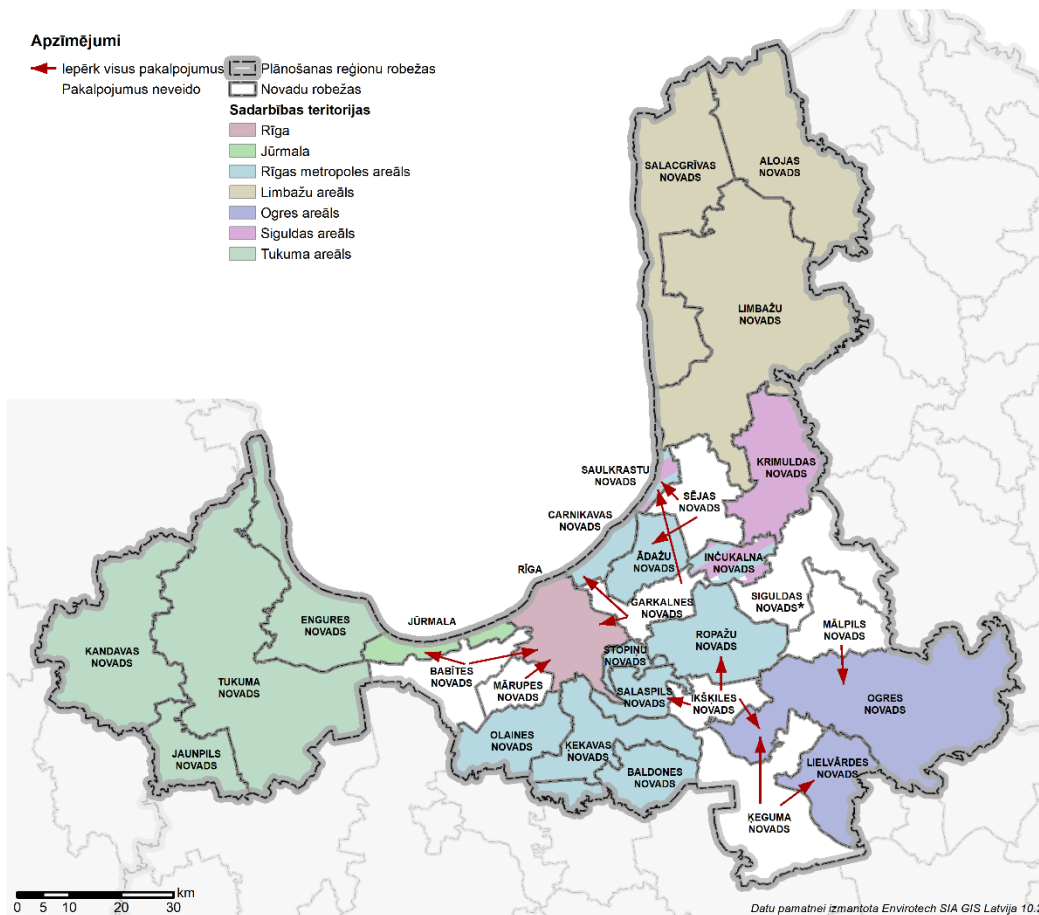 Apzīmējumi
Iepērk visus pakalpojumus
Pakalpojumus neveido
Plānošanas reģionu robežas
Novadu robežas
Sadarbības teritorijas
Rīga
Jūrmala
Rīgas metropoles areāls
Limbažu areāls
Ogres areāls
Siguldas areāls
Tukuma areāls
SALACGRĪVAS
NOVADS
ALOJAS
NOVADS
LIMBAŽU
NOVADS
KRIMULDAS
NOVADS
SAULKRASTU
NOVADS
SĒJAS
NOVADS
CARNIKAVAS
NOVADS
ĀDAŽU
NOVADS
INČUKALNA
NOVADS
RĪGA
GARKALNES
NOVADS
SIGULDAS
NOVADS*
MĀLPILS
NOVADS
ENGURES
NOVADS
JŪRMALA
KANDAVAS
NOVADS
TUKUMA
NOVADS
BABĪTES
NOVADS
MĀRUPES
NOVADS
STOPIŅU
NOVADS
ROPAŽU
NOVADS
SALASPILS
NOVADS
IKŠĶILES
NOVADS
OGRES
NOVADS
JAUNPILS
NOVADS
OLAINES
NOVADS
ĶEKAVAS
NOVADS
BALDONES
NOVADS
LIELVĀRDES
NOVADS
ĶEGUMA
NOVADS
km
0 5 10 20 30
Datu pamatnei izmantota Envirotech SIA GIS Latvija 10.2